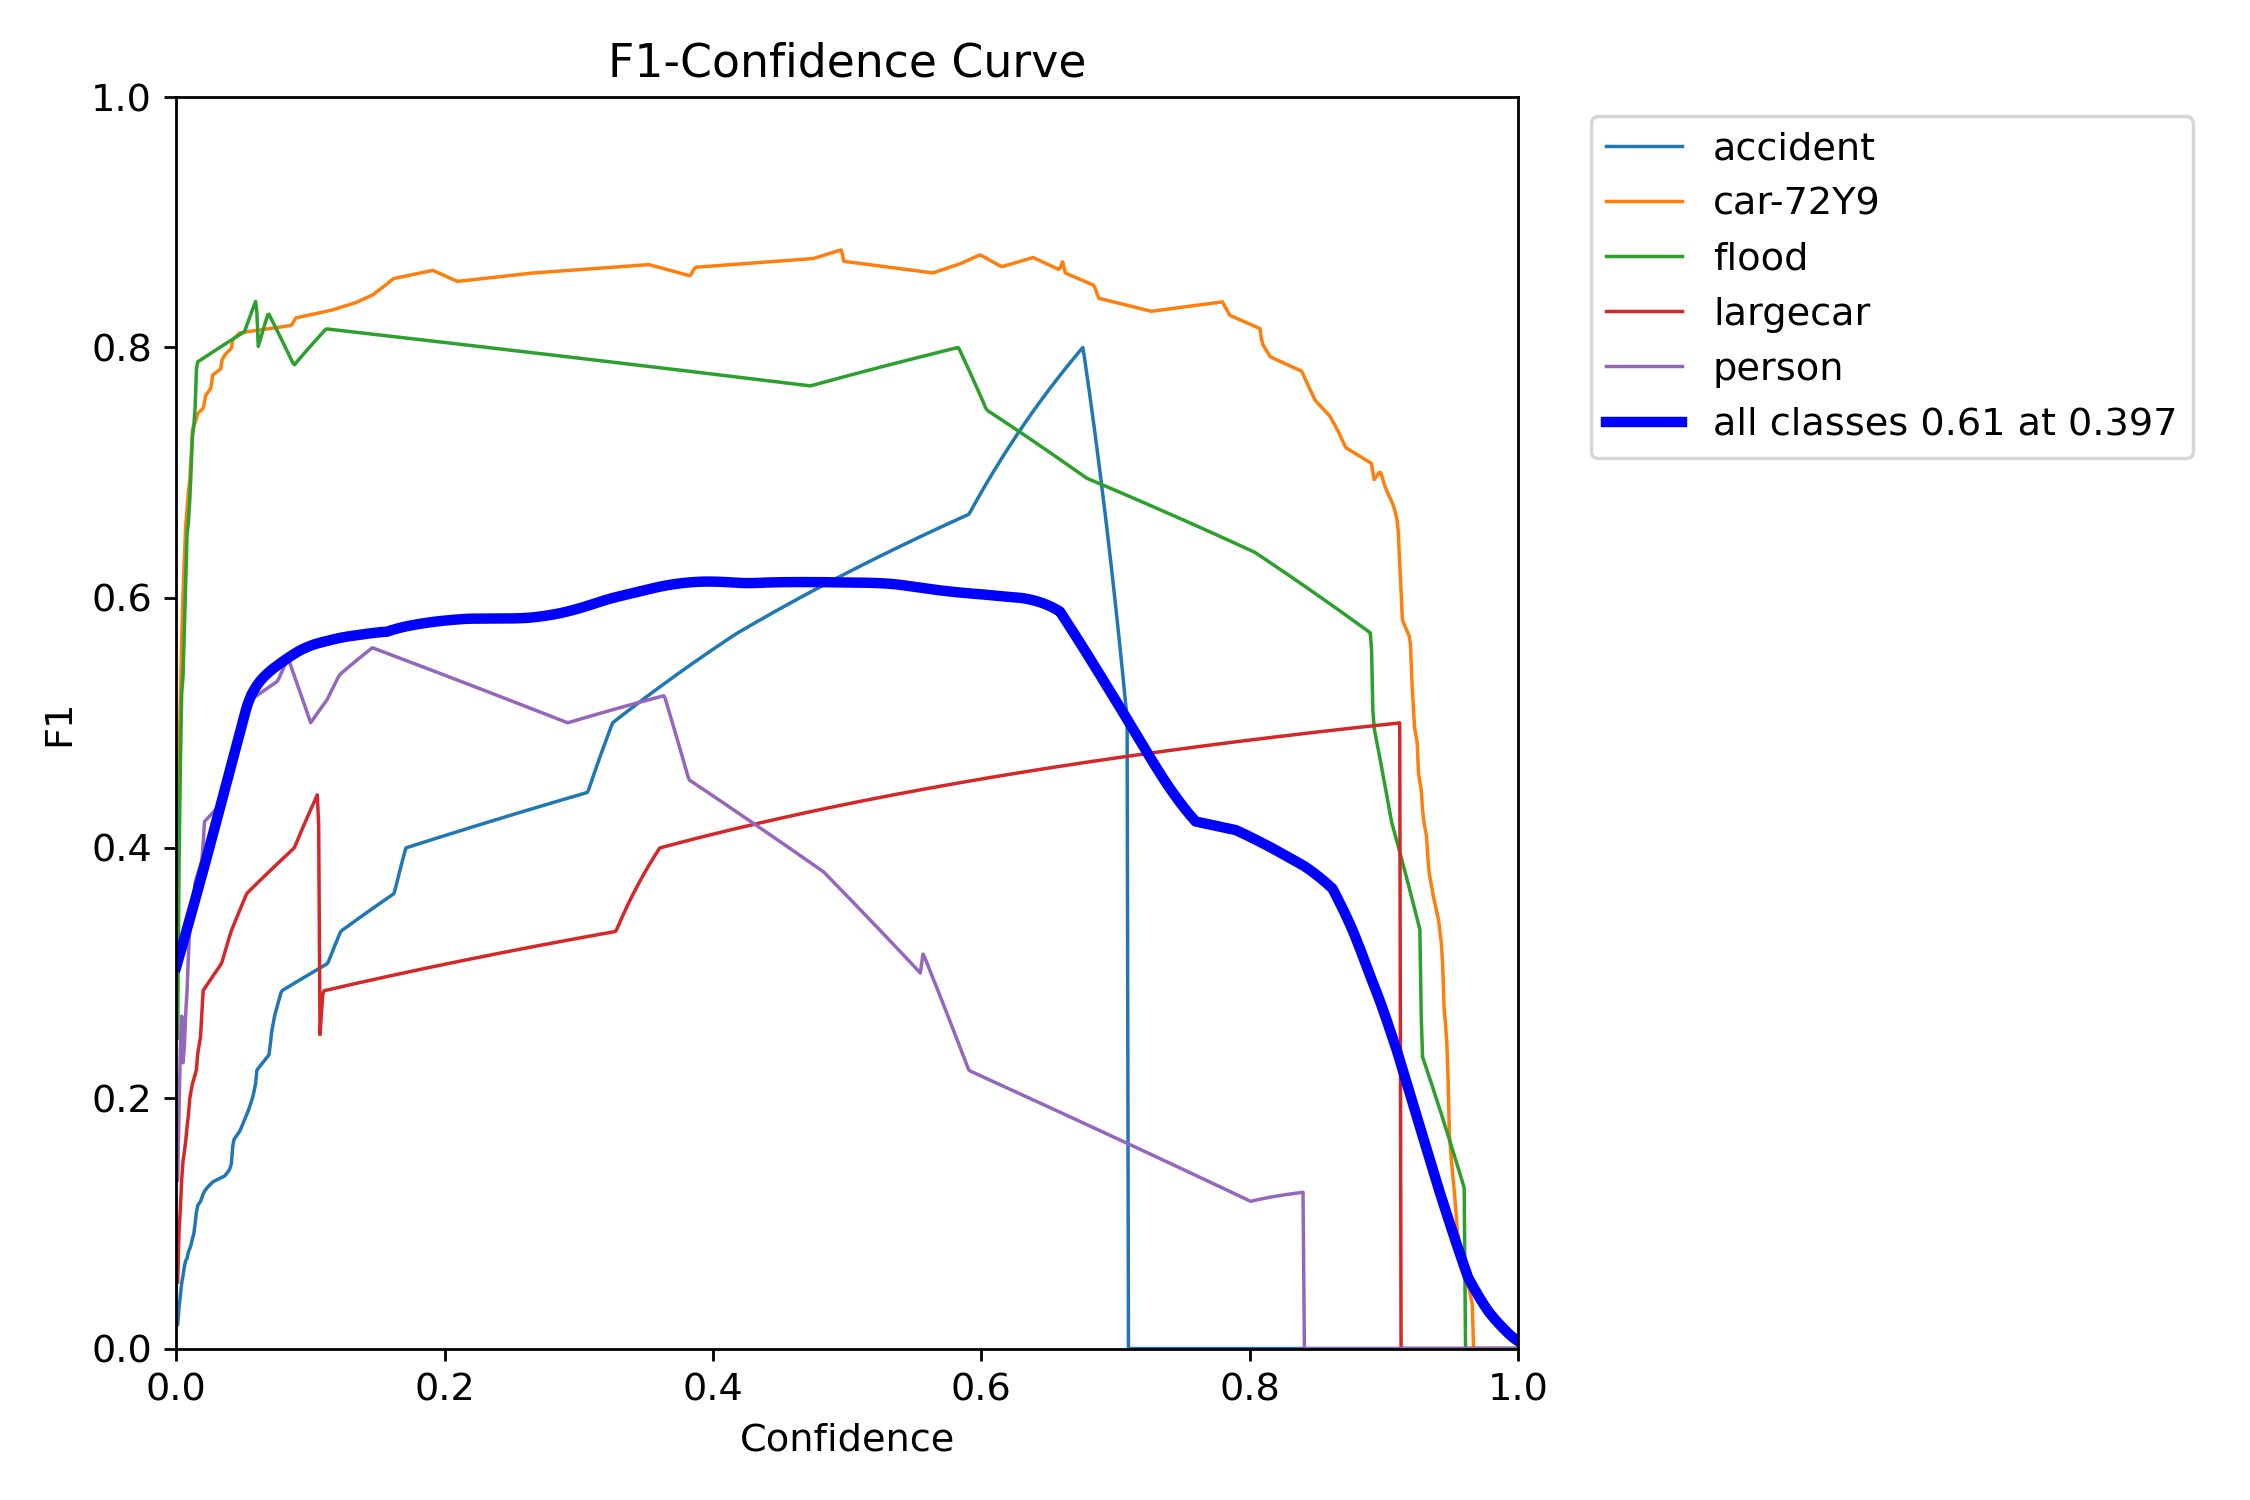 F1-Confidence Curve
1.0
0.8
0.6
0.4
0.2
0.0
F1
0.0 0.2 0.4 0.6 0.8 1.0
Confidence
accident
car-72Y9
flood
largecar
person
all classes 0.61 at 0.397